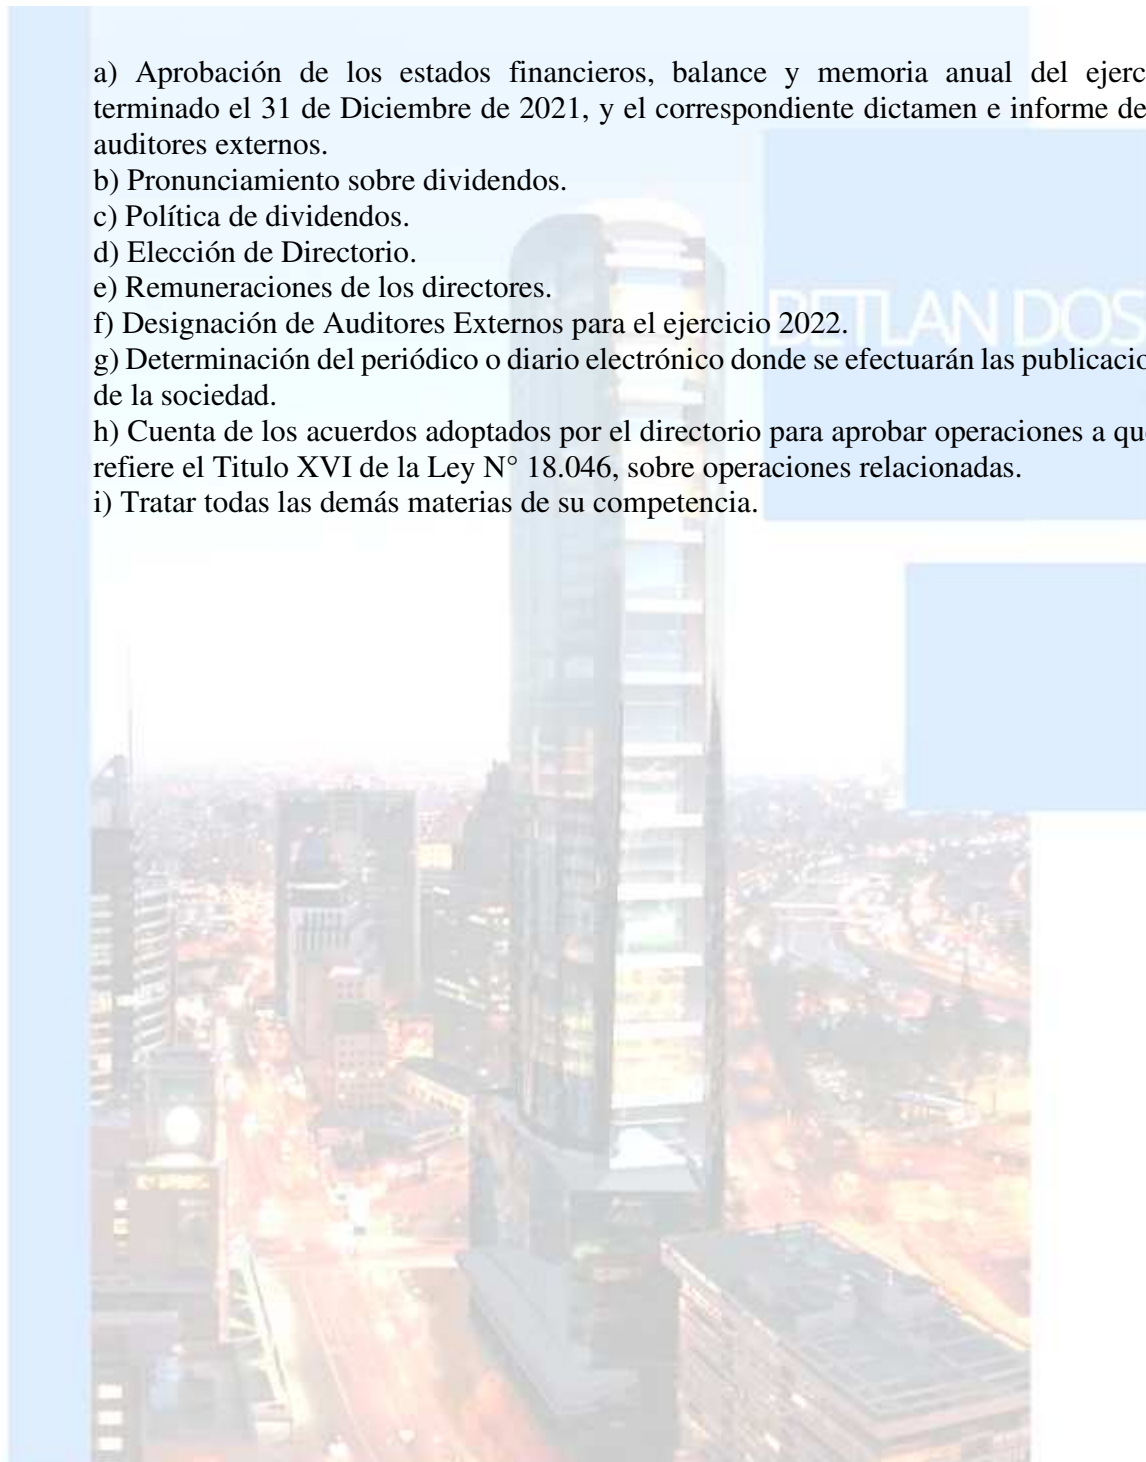 a) Aprobación de los estados financieros, balance y memoria anual del ejerc
terminado el 31 de Diciembre de 2021, y el correspondiente dictamen e informe de
auditores externos.
b) Pronunciamiento sobre dividendos.
c) Política de dividendos.
d) Elección de Directorio.
e) Remuneraciones de los directores.
BETLAN DOS
f) Designación de Auditores Externos para el ejercicio 2022.
g) Determinación del periódico o diario electrónico donde se efectuarán las publicacio
de la sociedad.
h) Cuenta de los acuerdos adoptados por el directorio para aprobar operaciones a qu
refiere el Titulo XVI de la Ley N° 18.046, sobre operaciones relacionadas.
i) Tratar todas las demás materias de su competencia.